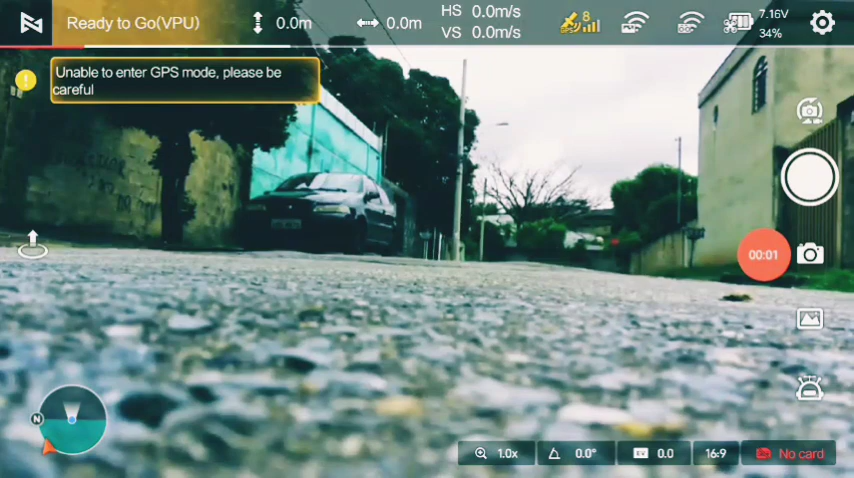 Ready to Go(VPU)
0.0m
0.0m
HS 0.0m/s
VS 0.0m/s
GPS
8
7.16V
34%
Unable to enter GPS mode, please be
careful
00:01
N
1.0x
0.0°
EV 0.0
16:9
No card